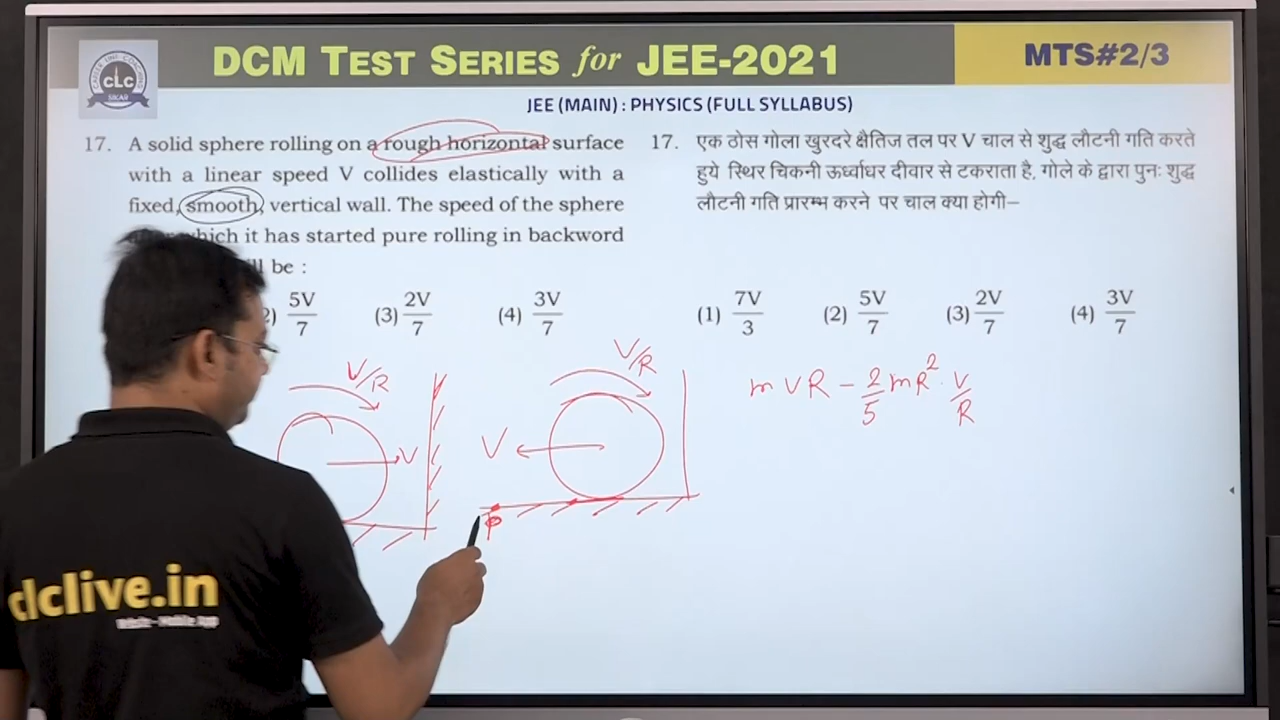 DCM TEST SERIES for JEE-2021
MTS#2/3
CLC
SIKAR
JEE (MAIN) : PHYSICS (FULL SYLLABUS)
17. A solid sphere rolling on a rough horizontal surface
with a linear speed V collides elastically with a
fixed, smooth, vertical wall. The speed of the sphere
which it has started pure rolling in backword
be :
5V/7 (3) 2V/7 (4) 3V/7
17. एक ठोस गोला खुरदरे क्षैतिज तल पर V चाल से शुद्ध लौटनी गति करते
हुये स्थिर चिकनी ऊर्ध्वाधर दीवार से टकराता है, गोले के द्वारा पुनः शुद्ध
लौटनी गति प्रारम्भ करने पर चाल क्या होगी–
(1) 7V/3 (2) 5V/7 (3) 2V/7 (4) 3V/7
V/R
V
V/R
V
P
mVR - 2/5 mR² · V/R
clclive.in